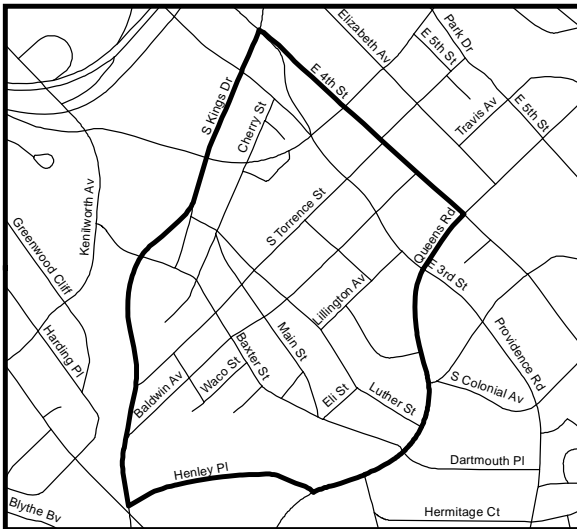 Park Dr
Elizabeth Av
E 5th St
E 4th St
S Kings Dr
Cherry St
Travis Av
E 5th St
Kenilworth Av
S Torrence St
Queens Rd
Greenwood Cliff
E 3rd St
Lillington Av
Harding Pl
Main St
Providence Rd
Baxter St
Waco St
Baldwin Av
S Colonial Av
Eli St
Luther St
Henley Pl
Dartmouth Pl
Blythe Bv
Hermitage Ct